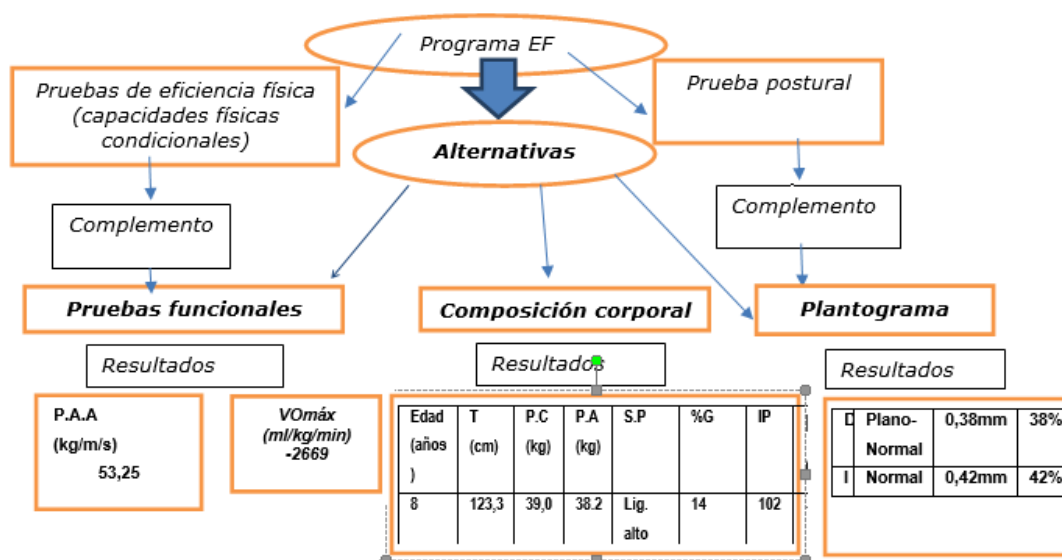 Programa EF
Pruebas de eficiencia física
(capacidades físicas
condicionales)
Prueba postural
Alternativas
Complemento
Complemento
Pruebas funcionales
Composición corporal
Plantograma
Resultados
Resultados
Resultados
P.A.A
(kg/m/s)
53,25
VOmáx
(ml/kg/min)
-2669
Edad (años) T (cm) P.C (kg) P.A (kg) S.P %G IP
8 123,3 39,0 38.2 Lig. alto 14 102
D Plano-Normal 0,38mm 38%
I Normal 0,42mm 42%